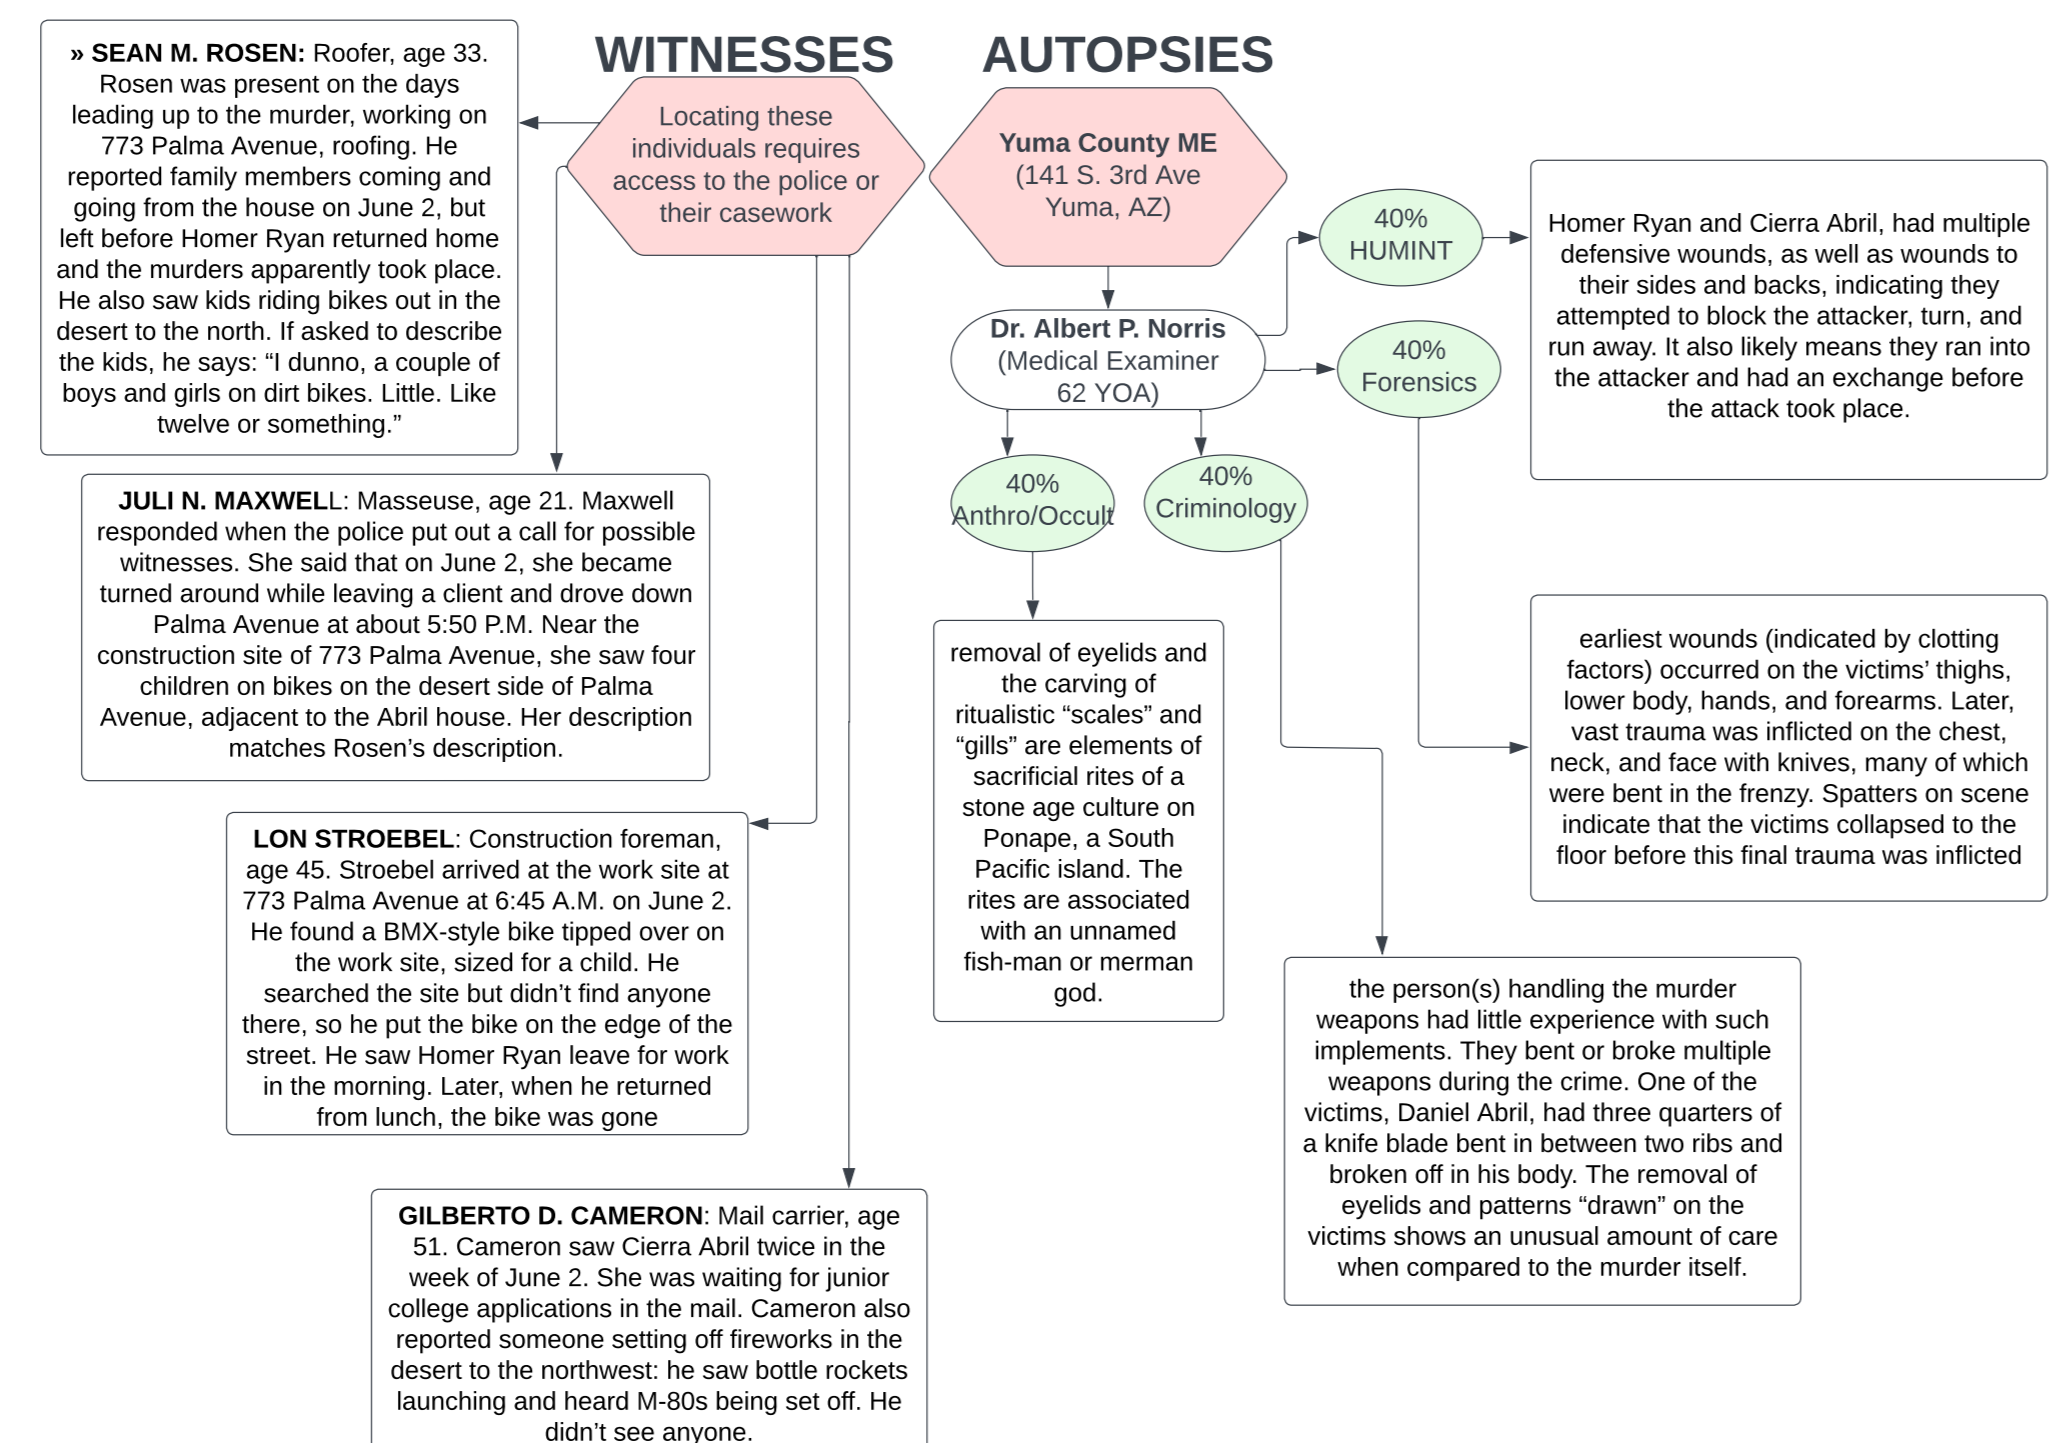 WITNESSES
Locating these
individuals requires
access to the police or
their casework
» SEAN M. ROSEN: Roofer, age 33.
Rosen was present on the days
leading up to the murder, working on
773 Palma Avenue, roofing. He
reported family members coming and
going from the house on June 2, but
left before Homer Ryan returned home
and the murders apparently took place.
He also saw kids riding bikes out in the
desert to the north. If asked to describe
the kids, he says: “I dunno, a couple of
boys and girls on dirt bikes. Little. Like
twelve or something.”
JULI N. MAXWELL: Masseuse, age 21. Maxwell
responded when the police put out a call for possible
witnesses. She said that on June 2, she became
turned around while leaving a client and drove down
Palma Avenue at about 5:50 P.M. Near the
construction site of 773 Palma Avenue, she saw four
children on bikes on the desert side of Palma
Avenue, adjacent to the Abril house. Her description
matches Rosen’s description.
LON STROEBEL: Construction foreman,
age 45. Stroebel arrived at the work site at
773 Palma Avenue at 6:45 A.M. on June 2.
He found a BMX-style bike tipped over on
the work site, sized for a child. He
searched the site but didn’t find anyone
there, so he put the bike on the edge of the
street. He saw Homer Ryan leave for work
in the morning. Later, when he returned
from lunch, the bike was gone
GILBERTO D. CAMERON: Mail carrier, age
51. Cameron saw Cierra Abril twice in the
week of June 2. She was waiting for junior
college applications in the mail. Cameron also
reported someone setting off fireworks in the
desert to the northwest: he saw bottle rockets
launching and heard M-80s being set off. He
didn’t see anyone.
AUTOPSIES
Yuma County ME
(141 S. 3rd Ave
Yuma, AZ)
Dr. Albert P. Norris
(Medical Examiner
62 YOA)
40%
HUMINT
Homer Ryan and Cierra Abril, had multiple
defensive wounds, as well as wounds to
their sides and backs, indicating they
attempted to block the attacker, turn, and
run away. It also likely means they ran into
the attacker and had an exchange before
the attack took place.
40%
Forensics
earliest wounds (indicated by clotting
factors) occurred on the victims’ thighs,
lower body, hands, and forearms. Later,
vast trauma was inflicted on the chest,
neck, and face with knives, many of which
were bent in the frenzy. Spatters on scene
indicate that the victims collapsed to the
floor before this final trauma was inflicted
40%
Anthro/Occult
removal of eyelids and
the carving of
ritualistic “scales” and
“gills” are elements of
sacrificial rites of a
stone age culture on
Ponape, a South
Pacific island. The
rites are associated
with an unnamed
fish-man or merman
god.
40%
Criminology
the person(s) handling the murder
weapons had little experience with such
implements. They bent or broke multiple
weapons during the crime. One of the
victims, Daniel Abril, had three quarters of
a knife blade bent in between two ribs and
broken off in his body. The removal of
eyelids and patterns “drawn” on the
victims shows an unusual amount of care
when compared to the murder itself.